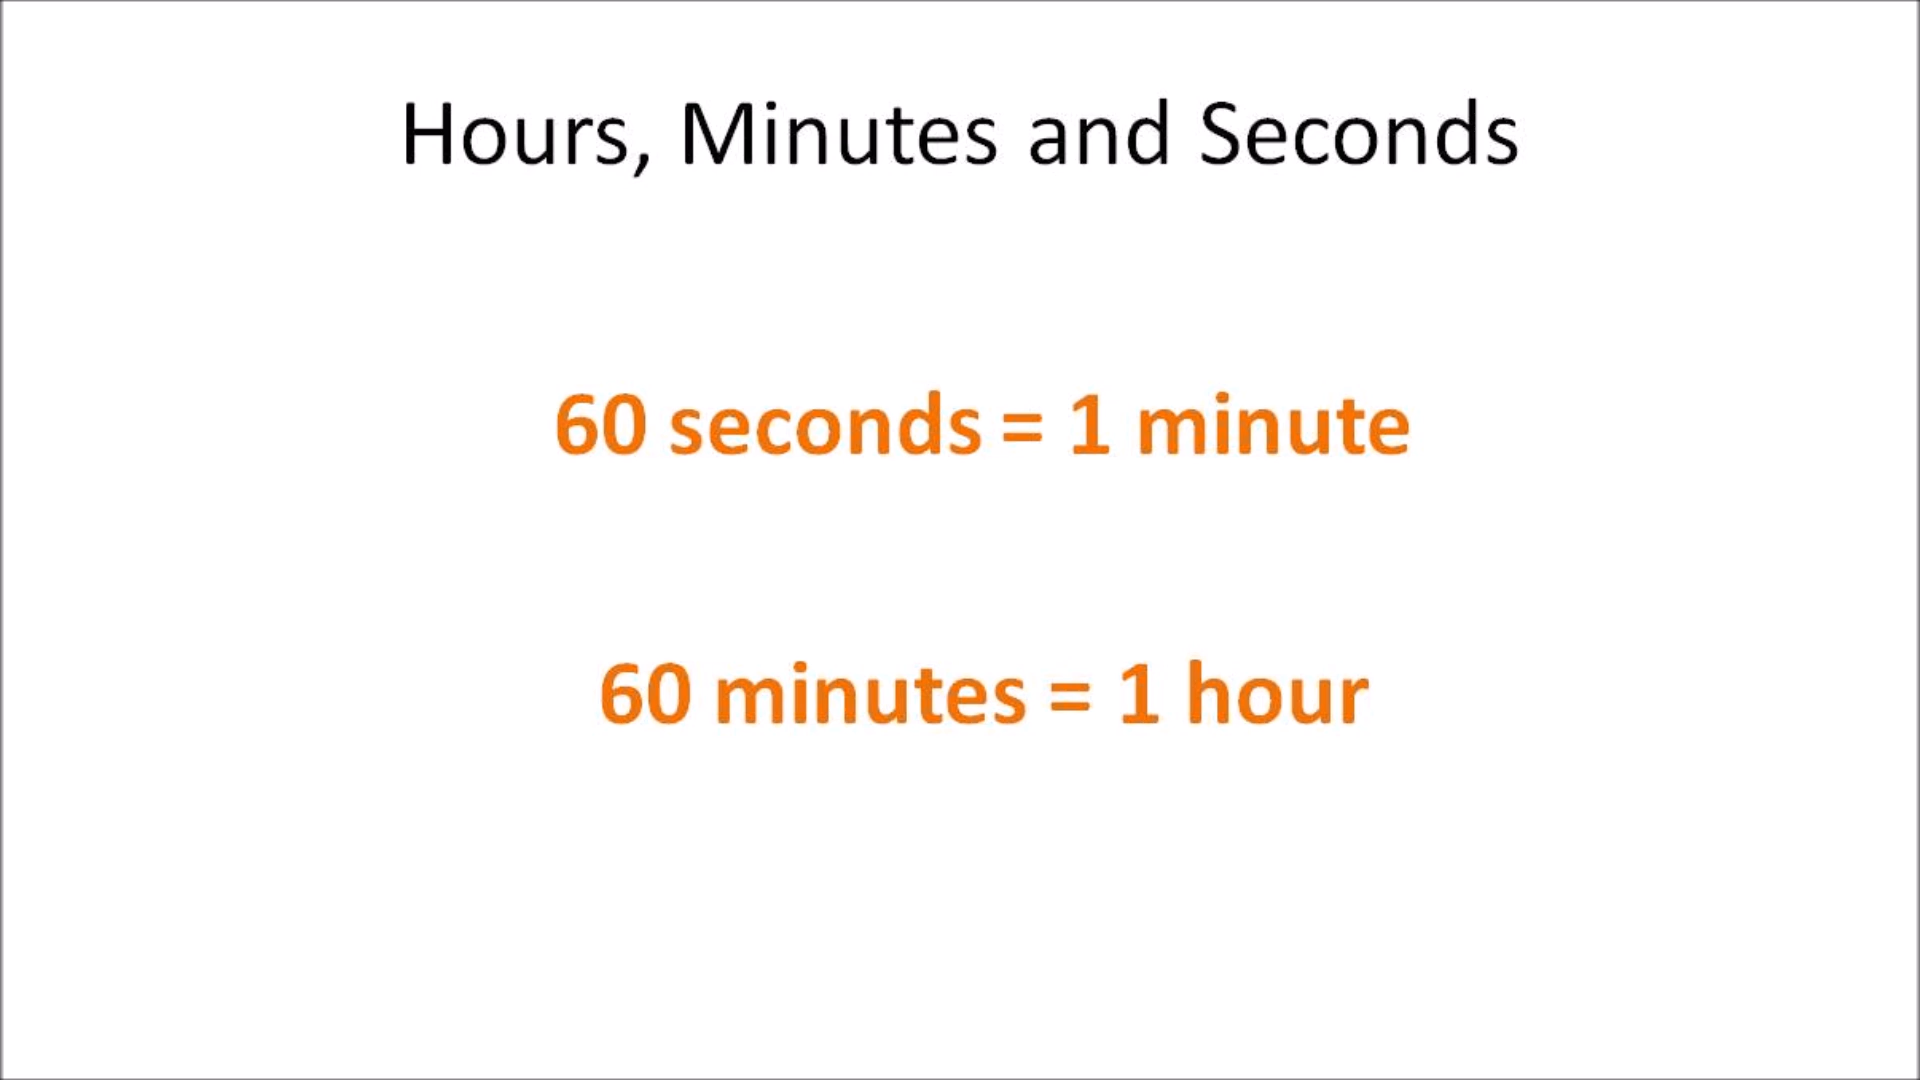 Hours, Minutes and Seconds
60 seconds = 1 minute
60 minutes = 1 hour